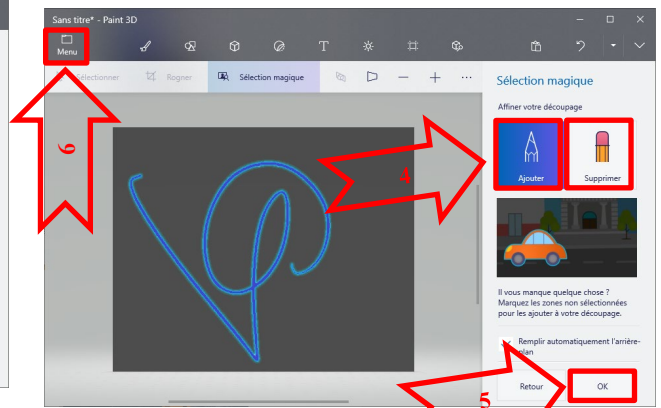 Sans titre* - Paint 3D
Menu
Sélectionner
Rogner
Sélection magique
Sélection magique
Affiner votre découpage
Ajouter
Supprimer
6
4
Il vous manque quelque chose ?
Marquez les zones non sélectionnées
pour les ajouter à votre découpage.
Remplir automatiquement l'arrière-
plan
Retour
OK
5